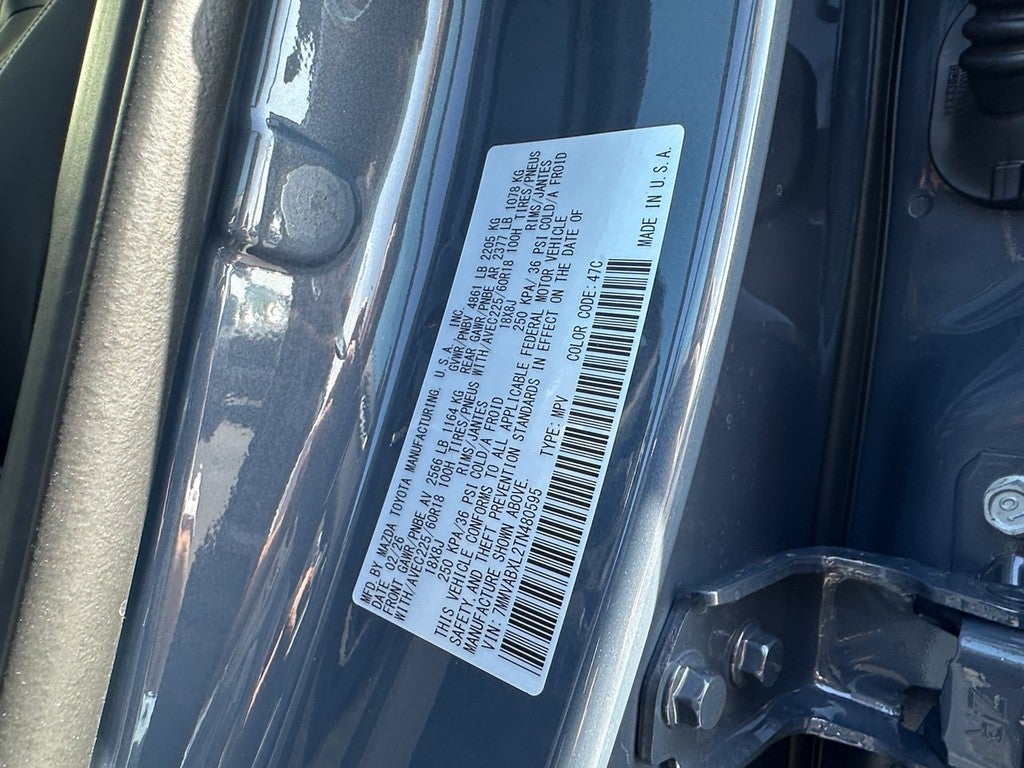 MFD.BY MAZDA TOYOTA MANUFACTURING, U.S.A., INC.
DATE: 02/26 GVWR/PNBV 4861 LB 2205 KG
FRONT GAWR/PNBE AV 2566 LB 1164 KG REAR GAWR/PNBE AR 2377 LB 1078 KG
WITH/AVEC225/60R18 100H TIRES/PNEUS WITH/AVEC225/60R18 100H TIRES/PNEUS
18X8J RIMS/JANTES 18X8J RIMS/JANTES
250 KPA/36 PSI COLD/A FROID 250 KPA/36 PSI COLD/A FROID
THIS VEHICLE CONFORMS TO ALL APPLICABLE FEDERAL MOTOR VEHICLE
SAFETY AND THEFT PREVENTION STANDARDS IN EFFECT ON THE DATE OF
MANUFACTURE SHOWN ABOVE.
VIN: 7MMVABXL2TN480595 TYPE: MPV COLOR CODE: 47C
MADE IN U.S.A.